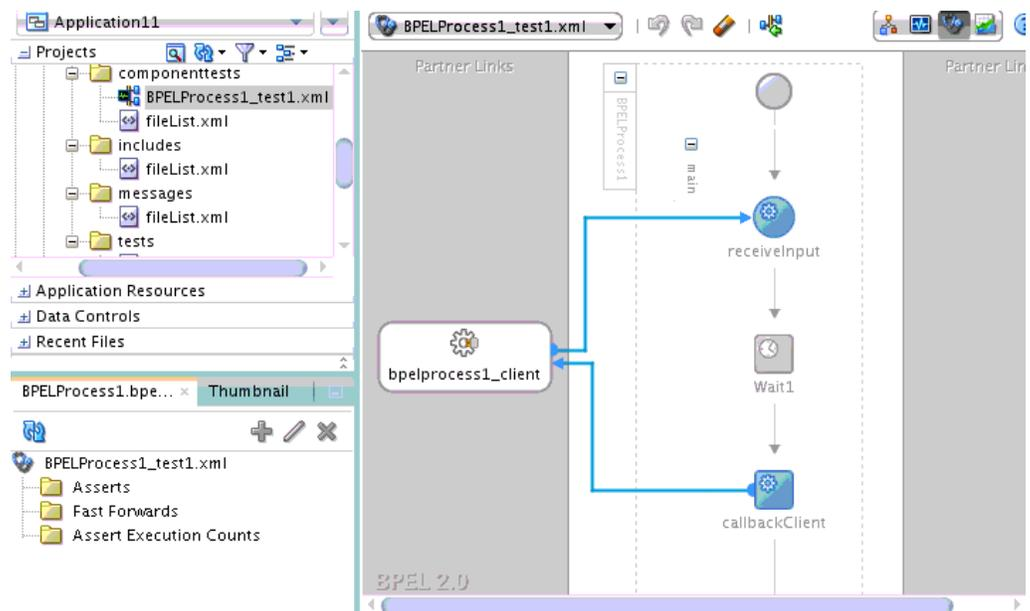 Application11
BPELProcess1_test1.xml
Projects
componenttests
BPELProcess1_test1.xml
fileList.xml
includes
fileList.xml
messages
fileList.xml
tests
Application Resources
Data Controls
Recent Files
BPELProcess1.bpe...
Thumbnail
BPELProcess1_test1.xml
Asserts
Fast Forwards
Assert Execution Counts
Partner Links
Partner Lin
BPELProcess1
main
receiveInput
bpelprocess1_client
Wait1
callbackClient
BPEL 2.0